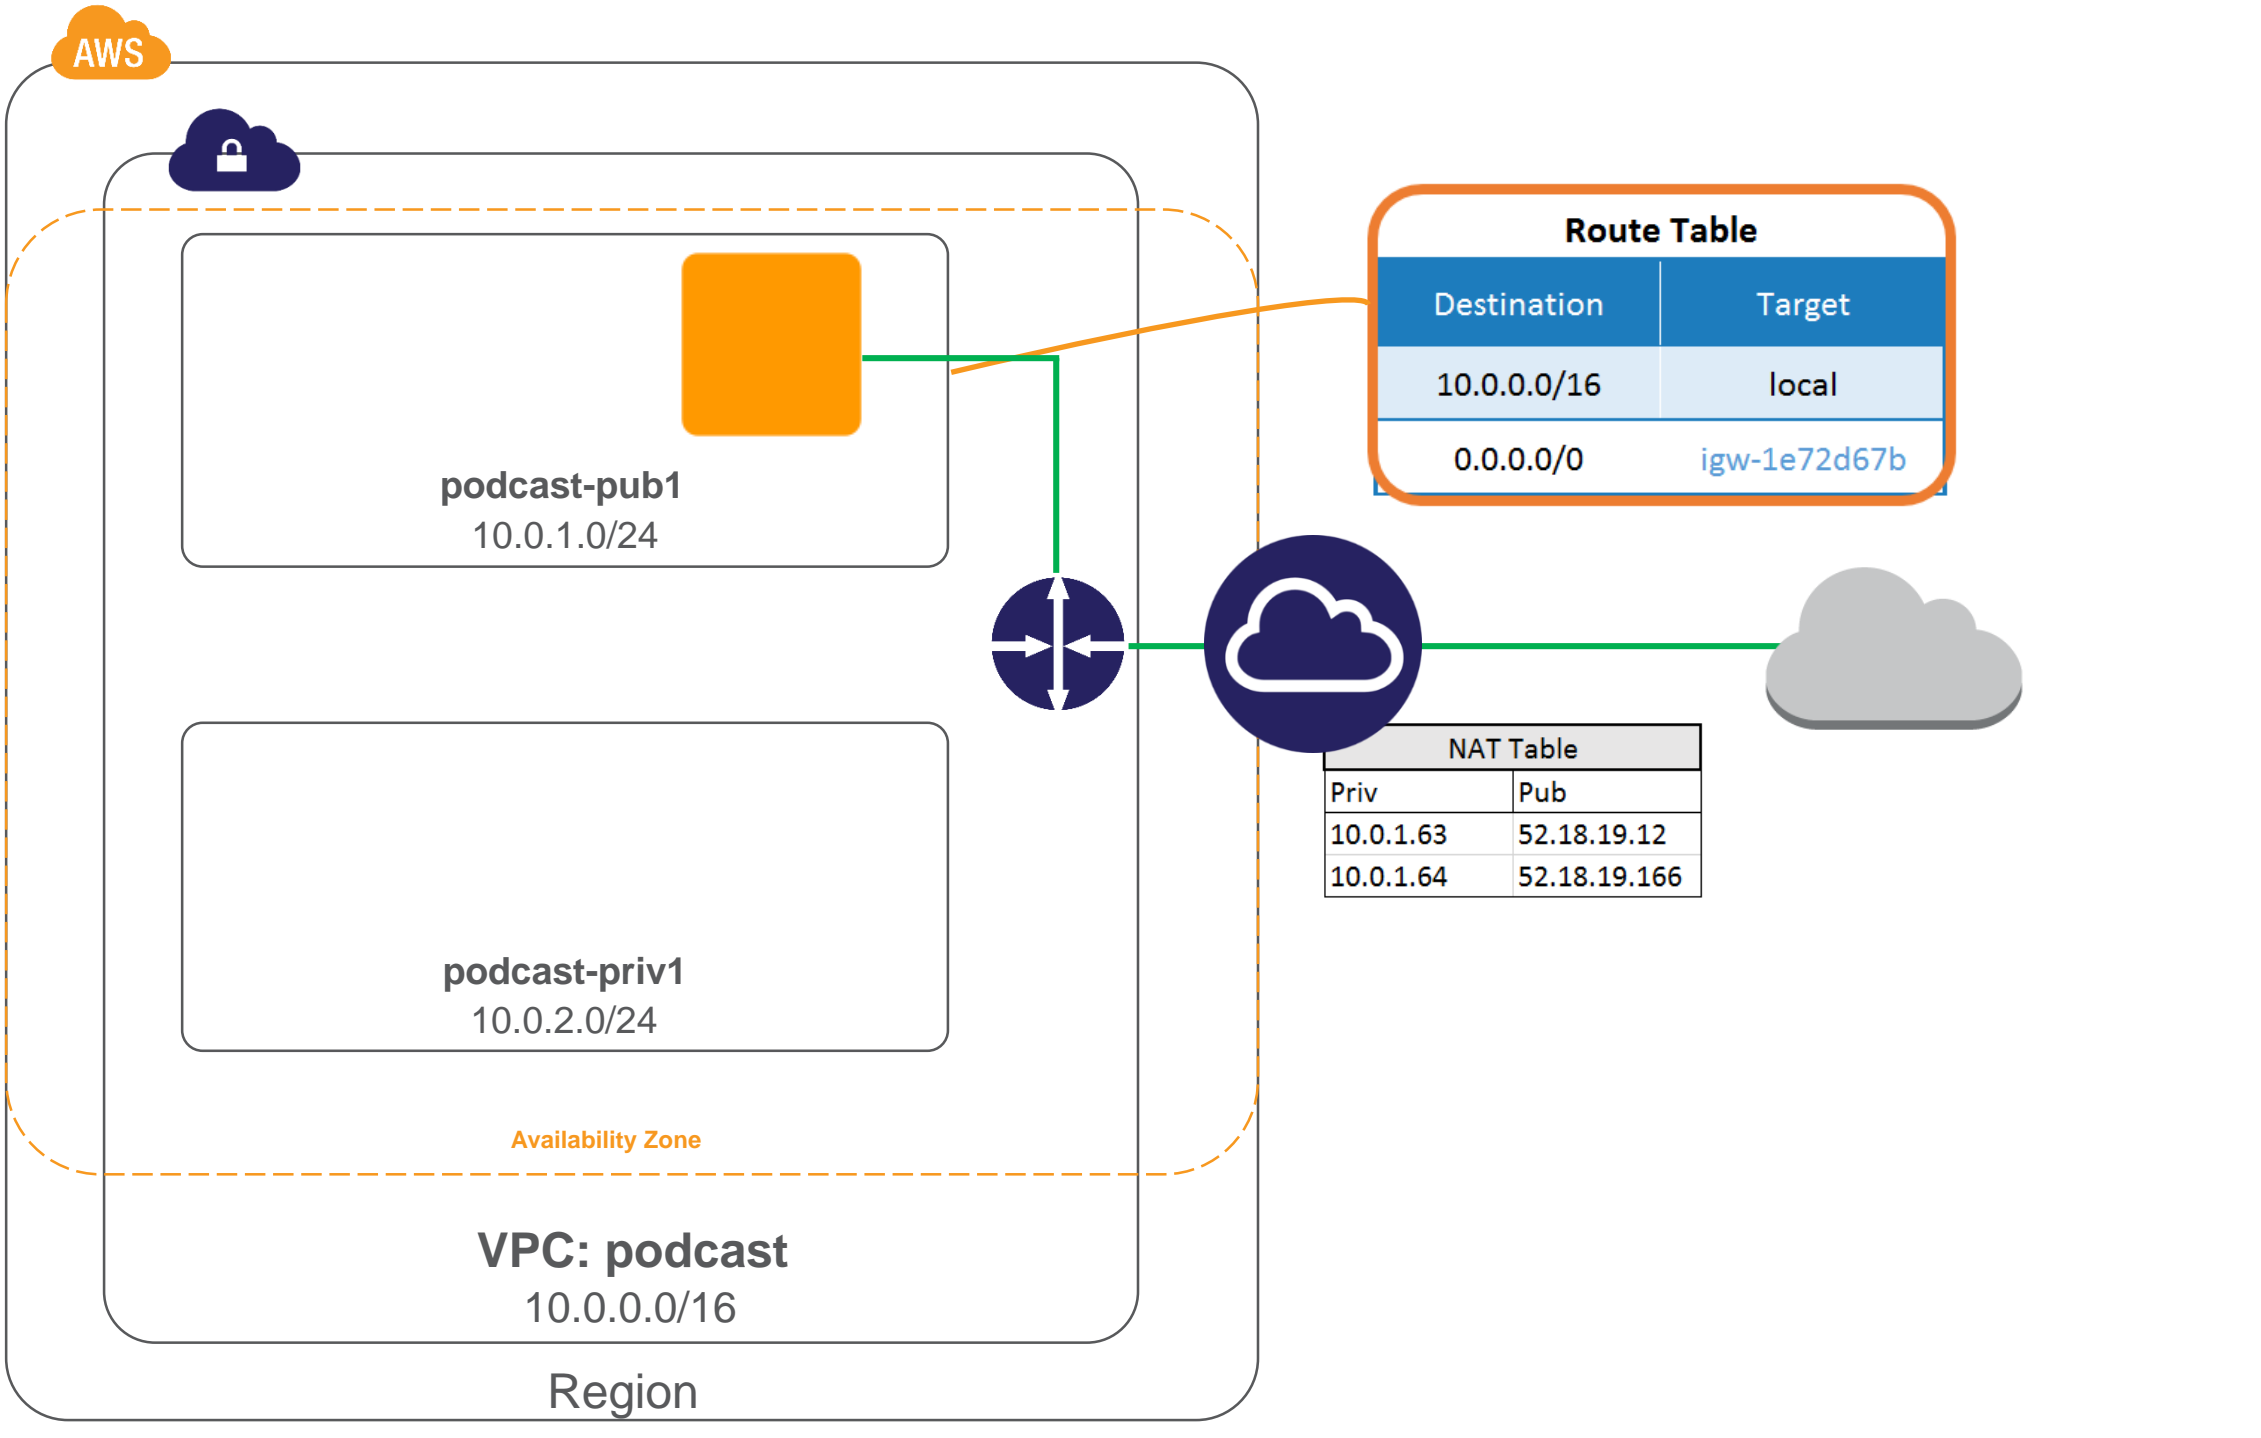 AWS
Route Table
Destination Target
10.0.0.0/16 local
0.0.0.0/0 igw-1e72d67b
podcast-pub1
10.0.1.0/24
NAT Table
Priv Pub
10.0.1.63 52.18.19.12
10.0.1.64 52.18.19.166
podcast-priv1
10.0.2.0/24
Availability Zone
VPC: podcast
10.0.0.0/16
Region